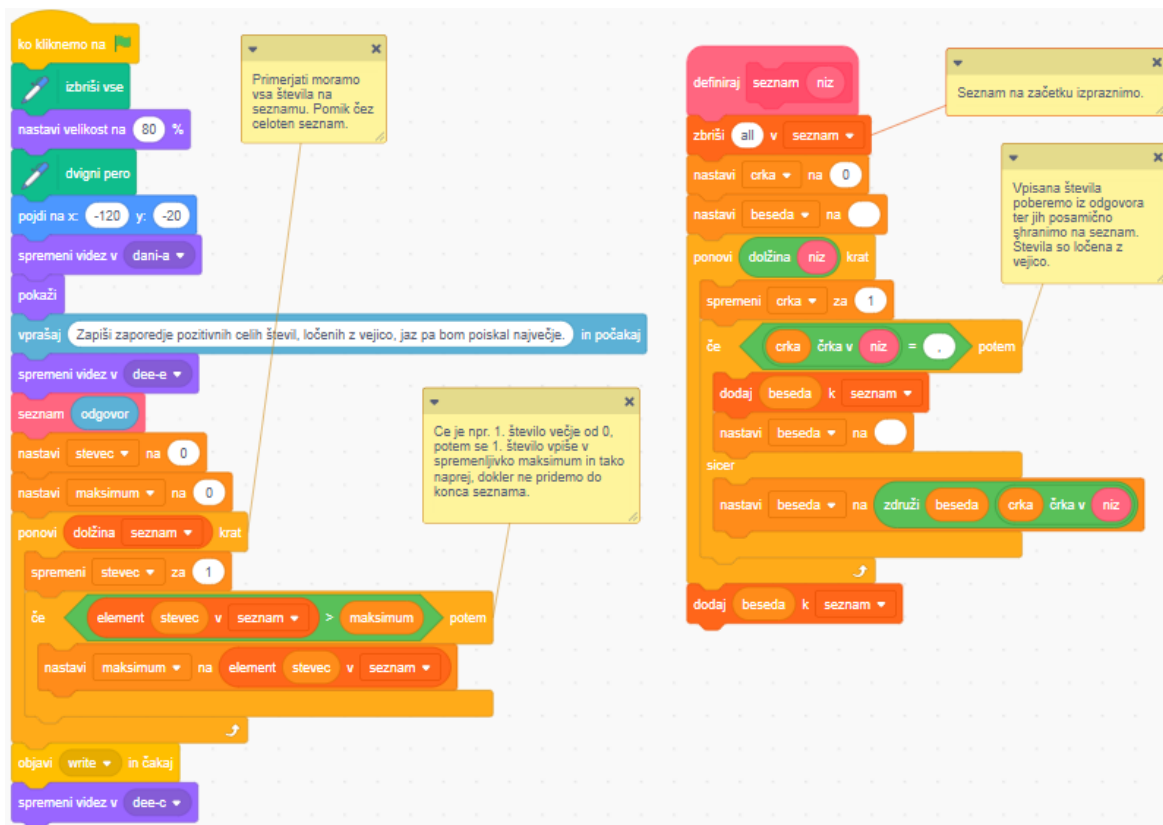 ko kliknemo na
izbriši vse
nastavi velikost na 80 %
dvigni pero
pojdi na x: -120 y: -20
spremeni videz v dani-a
pokaži
vprašaj Zapiši zaporedje pozitivnih celih števil, ločenih z vejico, jaz pa bom poiskal največje. in počakaj
spremeni videz v dee-e
seznam odgovor
nastavi stevec na 0
nastavi maksimum na 0
ponovi dolžina seznam krat
spremeni stevec za 1
če element stevec v seznam > maksimum potem
nastavi maksimum na element stevec v seznam
objavi write in čakaj
spremeni videz v dee-c
Primerjati moramo
vsa števila na
seznamu. Pomik čez
celoten seznam.
Ce je npr. 1. število večje od 0,
potem se 1. število vpiše v
spremenljivko maksimum in tako
naprej, dokler ne pridemo do
konca seznama.
definiraj seznam niz
zbriši all v seznam
nastavi crka na 0
nastavi beseda na
ponovi dolžina niz krat
spremeni crka za 1
če crka črka v niz = , potem
dodaj beseda k seznam
nastavi beseda na
sicer
nastavi beseda na združi beseda crka črka v niz
dodaj beseda k seznam
Seznam na začetku izpraznimo.
Vpisana števila
poberemo iz odgovora
ter jih posamično
shranimo na seznam.
Števila so ločena z
vejico.